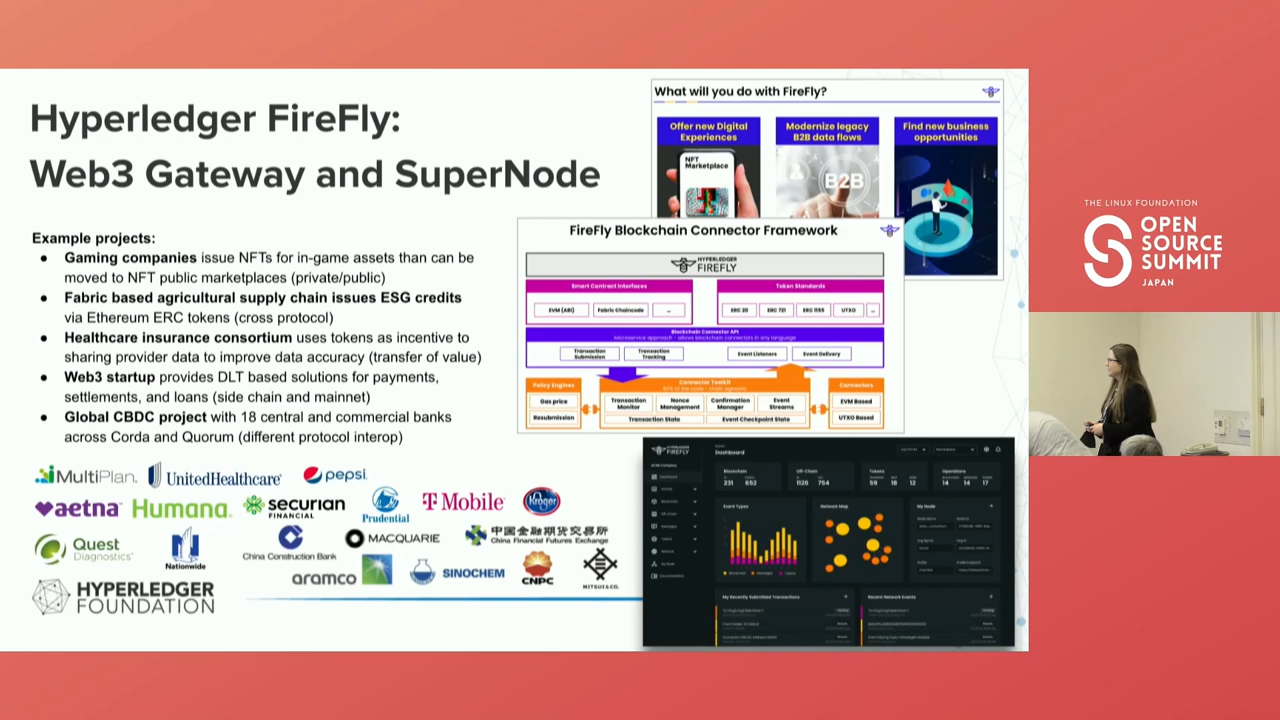 Hyperledger FireFly:
Web3 Gateway and SuperNode
Example projects:
● Gaming companies issue NFTs for in-game assets than can be
moved to NFT public marketplaces (private/public)
● Fabric based agricultural supply chain issues ESG credits
via Ethereum ERC tokens (cross protocol)
● Healthcare insurance consortium uses tokens as incentive to
sharing provider data to improve data accuracy (transfer of value)
● Web3 startup provides DLT based solutions for payments,
settlements, and loans (side chain and mainnet)
● Global CBDC project with 18 central and commercial banks
across Corda and Quorum (different protocol interop)
MultiPlan. UnitedHealthcare pepsi
aetna Humana. securian FINANCIAL Prudential T Mobile Kroger
Quest Diagnostics Nationwide China Construction Bank MACQUARIE 中国金融期货交易所
China Financial Futures Exchange
aramco SINOCHEM CNPC MITSUI & CO.
HYPERLEDGER
FOUNDATION
What will you do with FireFly?
Offer new Digital Experiences
Modernize legacy B2B data flows
Find new business opportunities
NFT Marketplace
B2B
FireFly Blockchain Connector Framework
HYPERLEDGER FIREFLY
Smart Contract Interfaces
EVM (ABI) Fabric Chaincode ...
Token Standards
ERC 20 ERC 721 ERC 1155 UTXO ...
Blockchain Connector API
Microservice approach - allows blockchain connectors in any language
Transaction Submission
Transaction Tracking
Event Listeners
Event Delivery
Policy Engines
Gas price
Resubmission
Connector Toolkit
Transaction Monitor
Nonce Management
Confirmation Manager
Event Streams
Transaction State
Event Checkpoint State
Connectors
EVM Based
UTXO Based
HYPERLEDGER FIREFLY
Dashboard
Blockchain
231 652
Off-Chain
1126 754
Tokens
59 18 12
Operations
14 14 17
Event Types
Network Map
My Node
My Recently Submitted Transactions
Recent Network Events
THE LINUX FOUNDATION
OPEN
SOURCE
SUMMIT
JAPAN